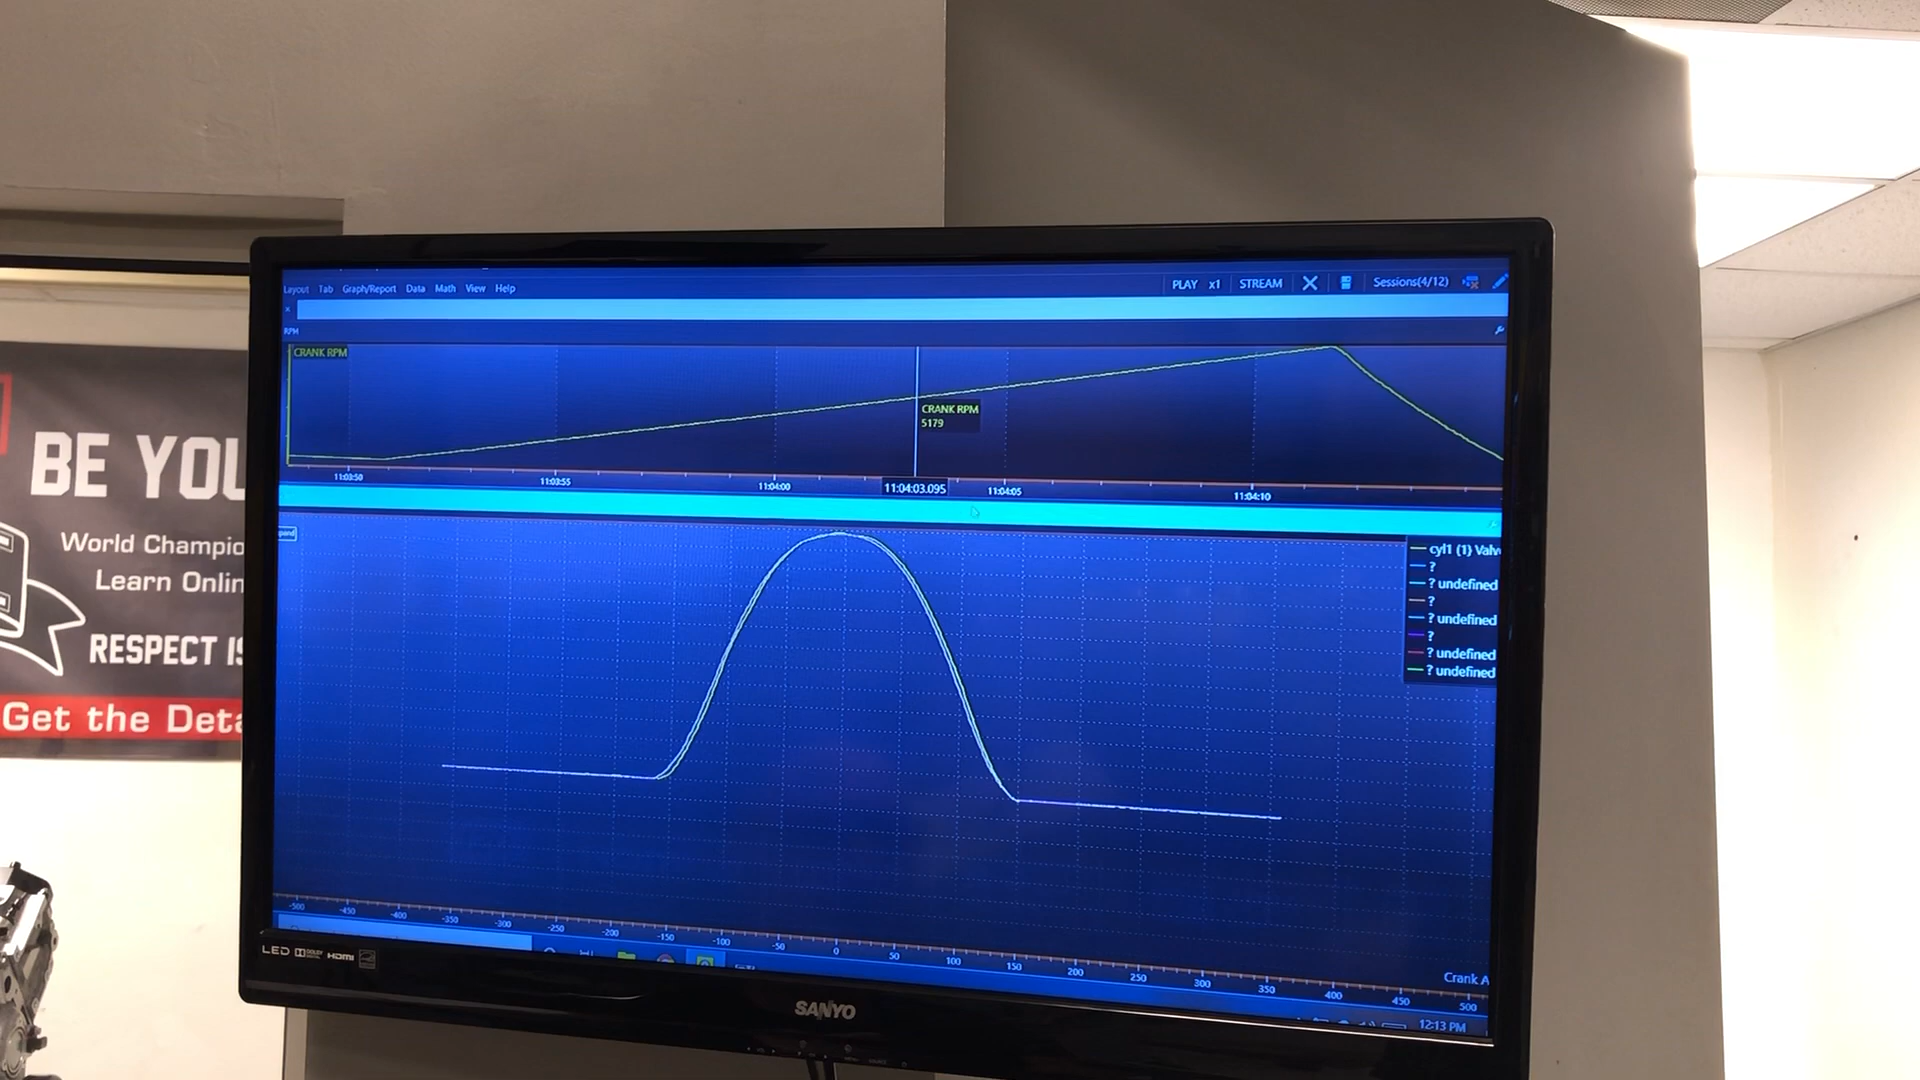 Layout Tab Graph/Report Data Math View Help
PLAY x1 STREAM Sessions(4/12)
RPM
CRANK RPM
CRANK RPM
5179
11:03:50 11:03:55 11:04:00 11:04:03.095 11:04:05 11:04:10
cyl1 (1) Valv
?
? undefined
?
? undefined
?
? undefined
? undefined
-500 -450 -400 -350 -300 -250 -200 -150 -100 -50 0 50 100 150 200 250 300 350 400 450 500
Crank A
12:13 PM
LED DOLBY HDMI
SANYO
BE YOU
World Champio
Learn Onlin
RESPECT IS
Get the Deta